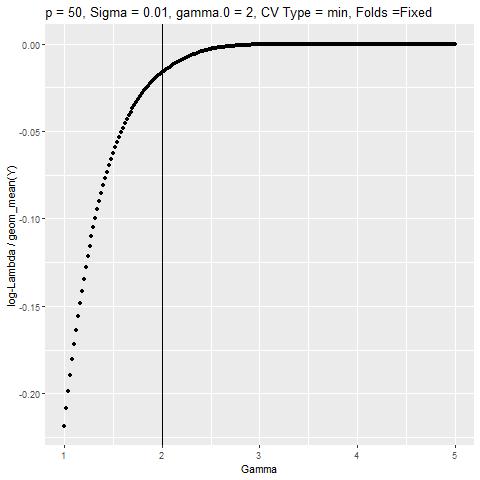 p = 50, Sigma = 0.01, gamma.0 = 2, CV Type = min, Folds =Fixed
0.00
-0.05
-0.10
-0.15
-0.20
log-Lambda / geom_mean(Y)
1 2 3 4 5
Gamma